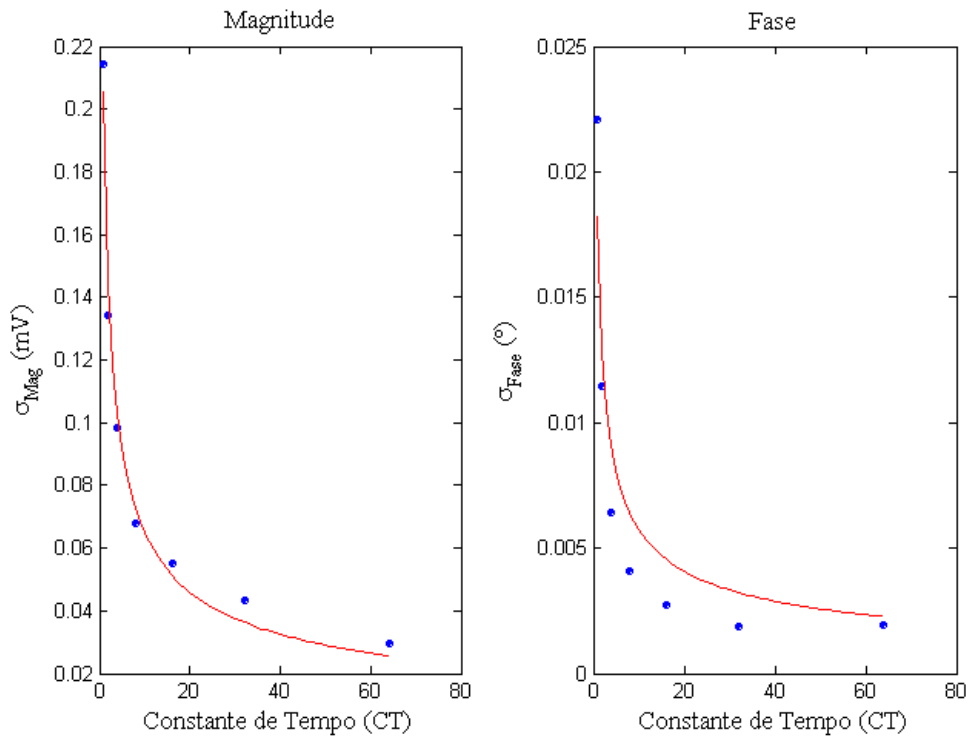 Magnitude
0.22
0.2
0.18
0.16
0.14
0.12
0.1
0.08
0.06
0.04
0.02
σMag (mV)
0 20 40 60 80
Constante de Tempo (CT)
Fase
0.025
0.02
0.015
0.01
0.005
0
σFase (°)
0 20 40 60 80
Constante de Tempo (CT)